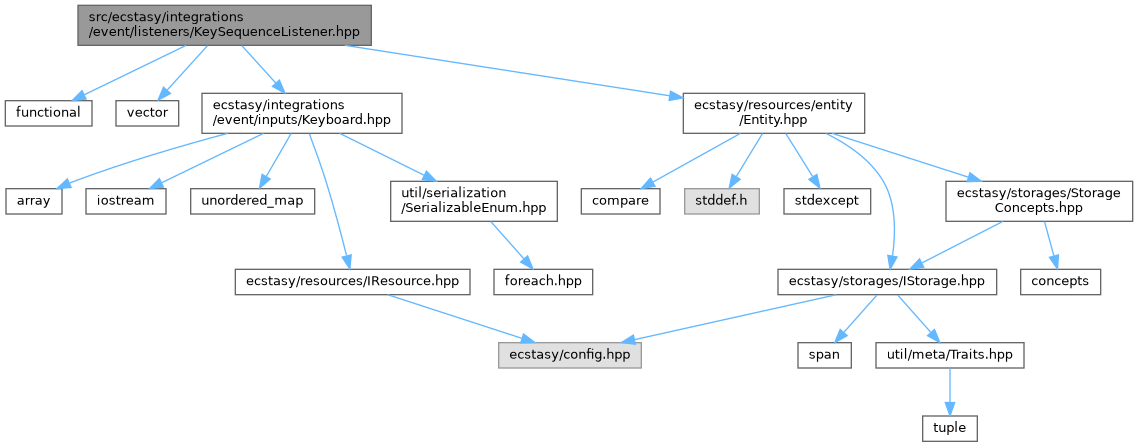 src/ecstasy/integrations
/event/listeners/KeySequenceListener.hpp
functional
vector
ecstasy/integrations
/event/inputs/Keyboard.hpp
ecstasy/resources/entity
/Entity.hpp
array
iostream
unordered_map
util/serialization
/SerializableEnum.hpp
compare
stddef.h
stdexcept
ecstasy/storages/Storage
Concepts.hpp
ecstasy/resources/IResource.hpp
foreach.hpp
ecstasy/storages/IStorage.hpp
concepts
ecstasy/config.hpp
span
util/meta/Traits.hpp
tuple